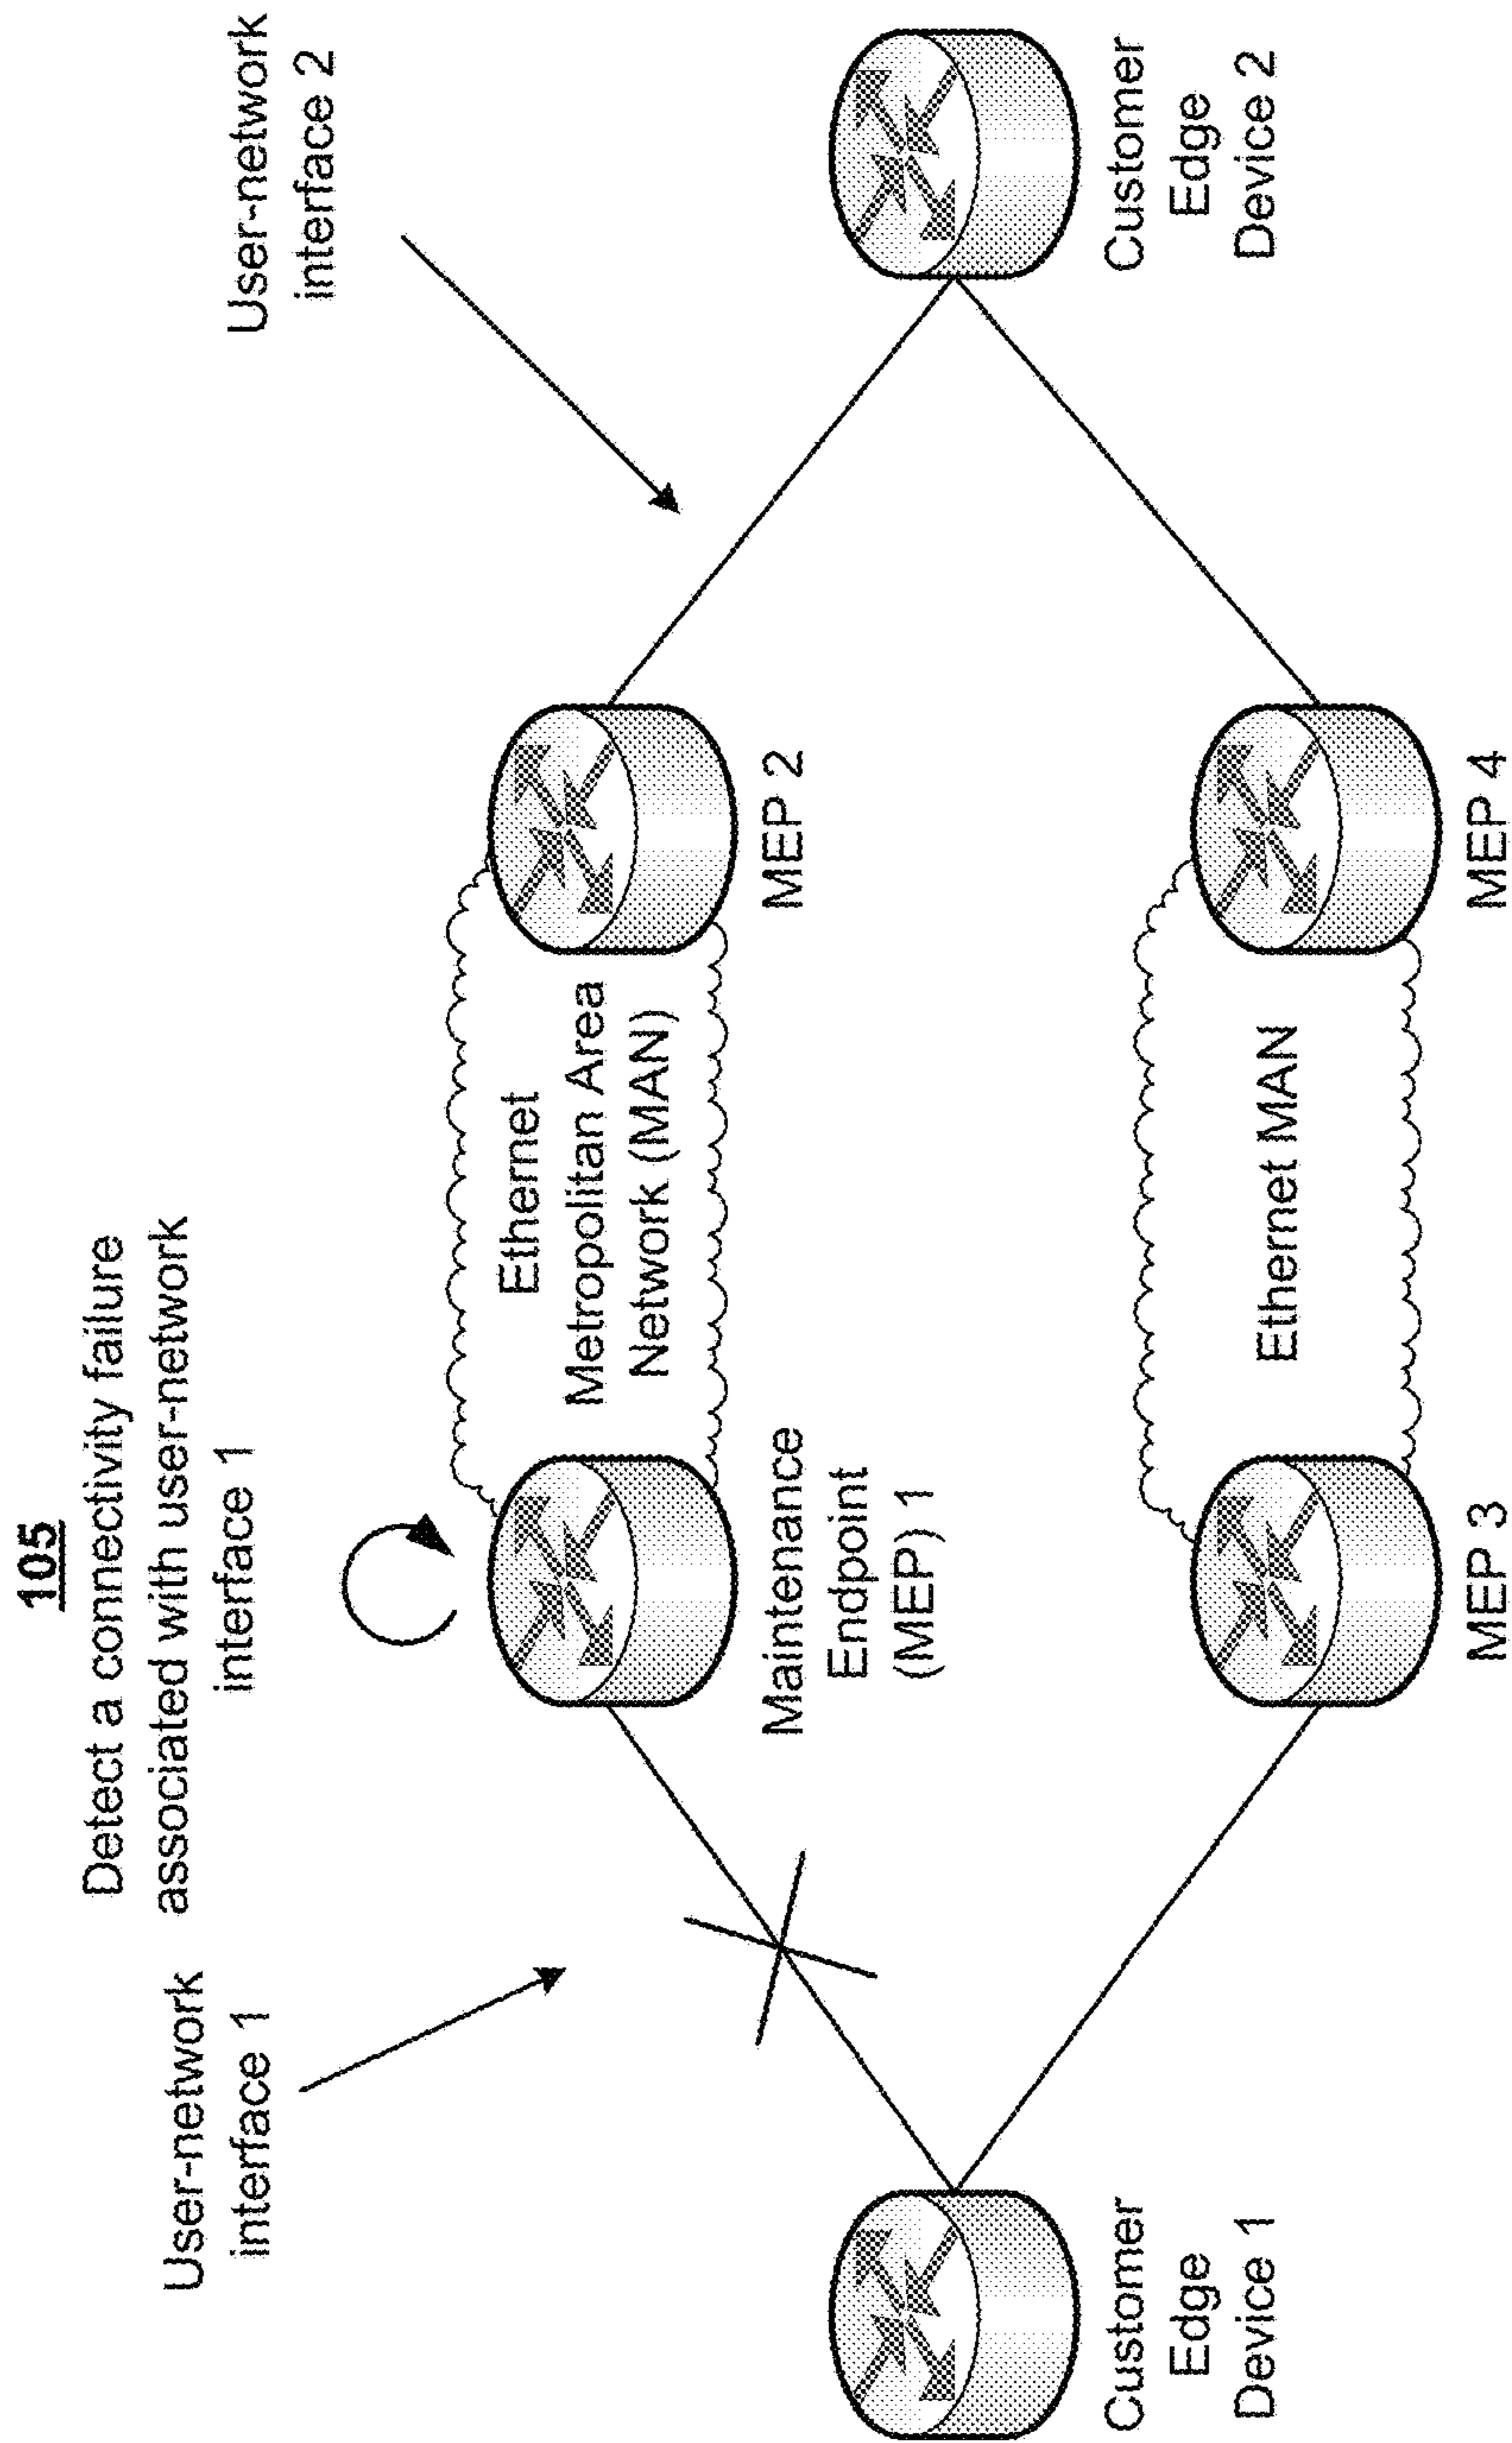 105
Detect a connectivity failure
associated with user-network
interface 1
User-network
interface 1
User-network
interface 2
Ethernet
Metropolitan Area
Network (MAN)
Maintenance
Endpoint
(MEP) 1
MEP 2
Customer
Edge
Device 1
Customer
Edge
Device 2
Ethernet MAN
MEP 3
MEP 4